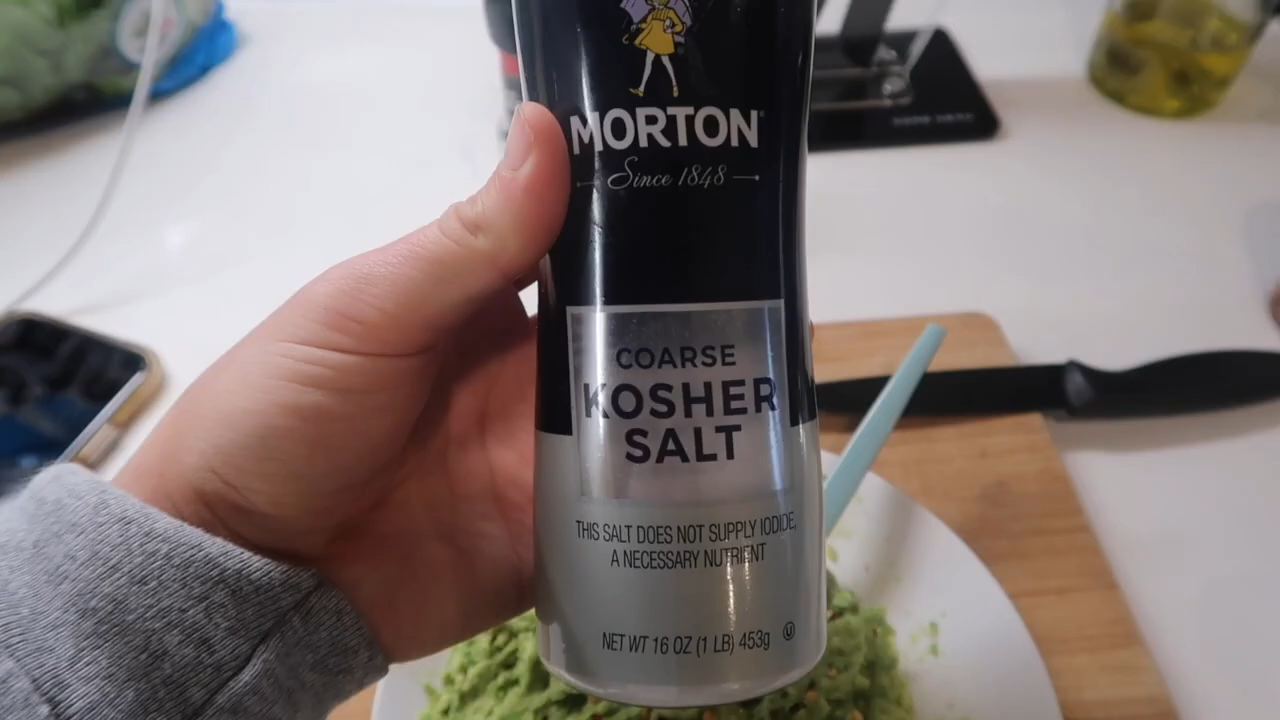 MORTON
Since 1848
COARSE
KOSHER
SALT
THIS SALT DOES NOT SUPPLY IODIDE,
A NECESSARY NUTRIENT
NET WT 16 OZ (1 LB) 453g
U